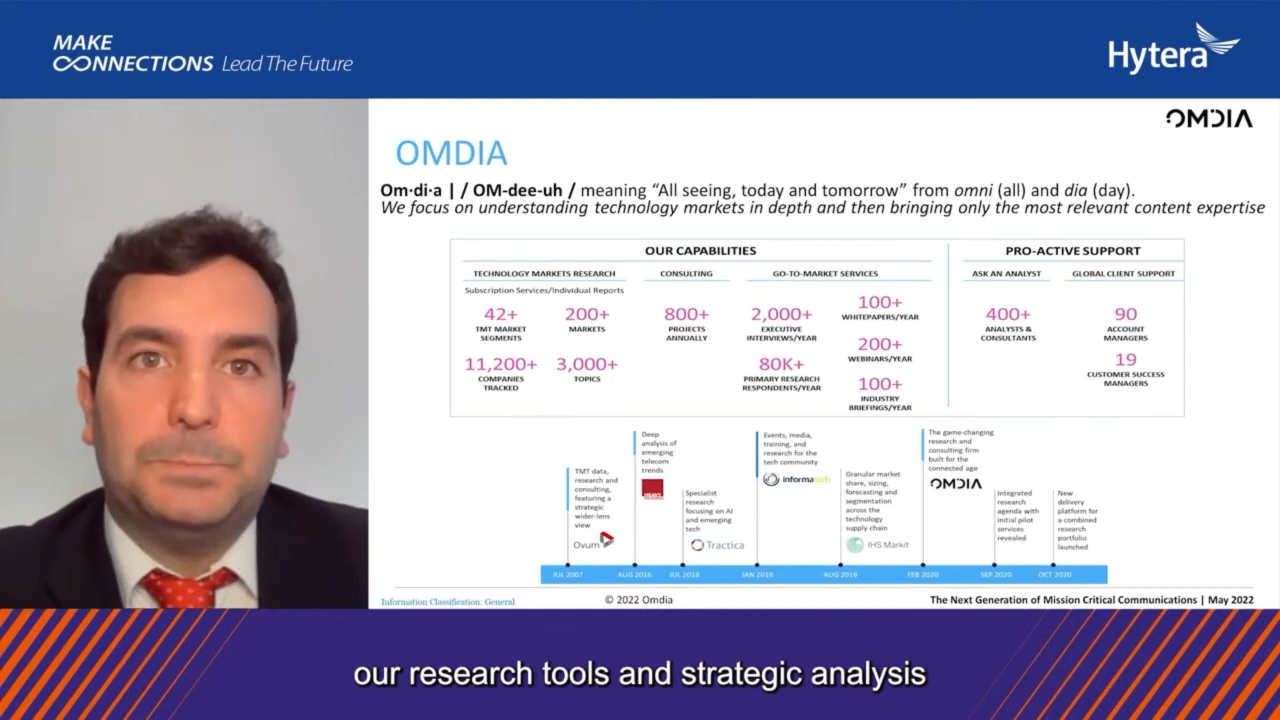 MAKE
CONNECTIONS Lead The Future
Hytera
OMDIA
OMDIA
Om·di·a | / OM-dee-uh / meaning “All seeing, today and tomorrow” from omni (all) and dia (day).
We focus on understanding technology markets in depth and then bringing only the most relevant content expertise
OUR CAPABILITIES
TECHNOLOGY MARKETS RESEARCH
Subscription Services/Individual Reports
42+
TMT MARKET
SEGMENTS
200+
MARKETS
11,200+
COMPANIES
TRACKED
3,000+
TOPICS
CONSULTING
800+
PROJECTS
ANNUALLY
GO-TO-MARKET SERVICES
2,000+
EXECUTIVE
INTERVIEWS/YEAR
80K+
PRIMARY RESEARCH
RESPONDENTS/YEAR
100+
WHITEPAPERS/YEAR
200+
WEBINARS/YEAR
100+
INDUSTRY
BRIEFINGS/YEAR
PRO-ACTIVE SUPPORT
ASK AN ANALYST
400+
ANALYSTS &
CONSULTANTS
GLOBAL CLIENT SUPPORT
90
ACCOUNT
MANAGERS
19
CUSTOMER SUCCESS
MANAGERS
TMT data,
research and
consulting,
featuring a
strategic
wider-lens
view
Ovum
JUL 2007
Deep
analysis of
emerging
telecom
trends
AUG 2016
Specialist
research
focusing on AI
and emerging
tech
Tractica
JUL 2018
Events, media,
training, and
research for the
tech community
informatech
JAN 2019
Granular market
share, sizing,
forecasting and
segmentation
across the
technology
supply chain
IHS Markit
AUG 2019
The game-changing
research and
consulting firm
built for the
connected age
OMDIA
FEB 2020
Integrated
research
agenda with
initial pilot
services
revealed
SEP 2020
New
delivery
platform for
a combined
research
portfolio
launched
OCT 2020
Information Classification: General
© 2022 Omdia
The Next Generation of Mission Critical Communications | May 2022
our research tools and strategic analysis